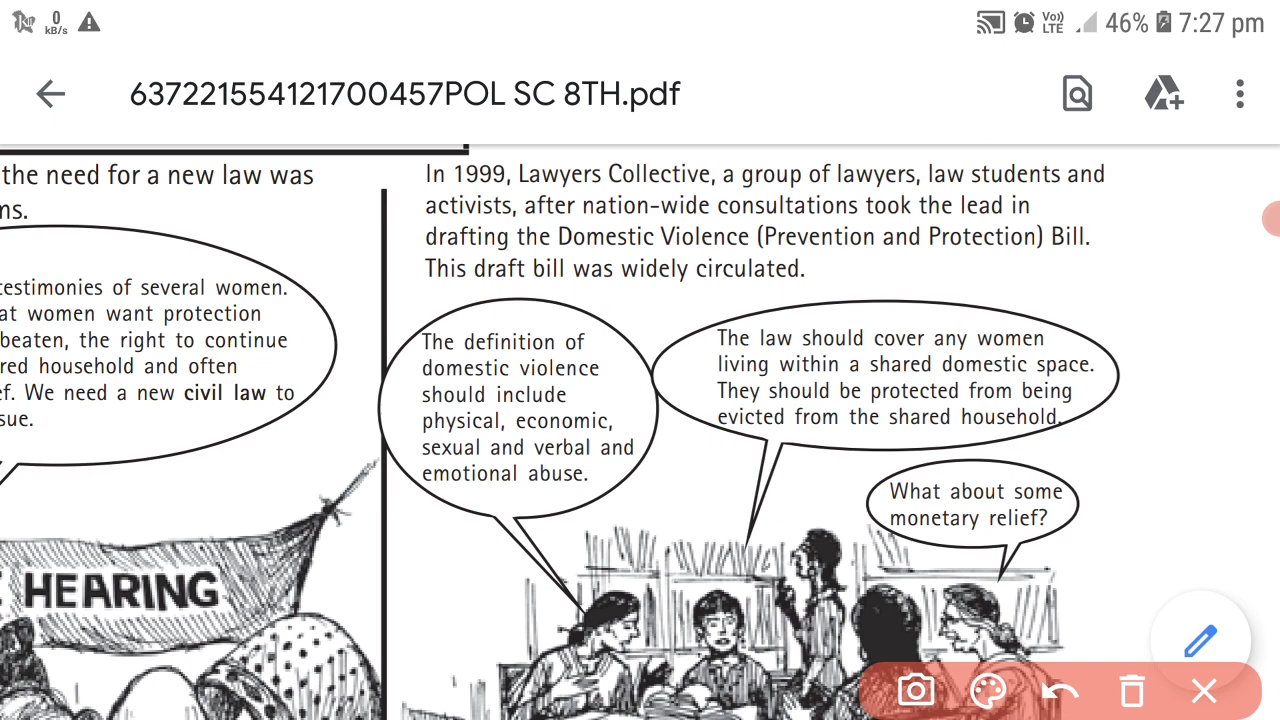 0
kB/s
Vo))
LTE
46%
7:27 pm
637221554121700457POL SC 8TH.pdf
the need for a new law was
ms.
testimonies of several women.
at women want protection
beaten, the right to continue
red household and often
ef. We need a new civil law to
sue.
HEARING
In 1999, Lawyers Collective, a group of lawyers, law students and
activists, after nation-wide consultations took the lead in
drafting the Domestic Violence (Prevention and Protection) Bill.
This draft bill was widely circulated.
The definition of
domestic violence
should include
physical, economic,
sexual and verbal and
emotional abuse.
The law should cover any women
living within a shared domestic space.
They should be protected from being
evicted from the shared household.
What about some
monetary relief?